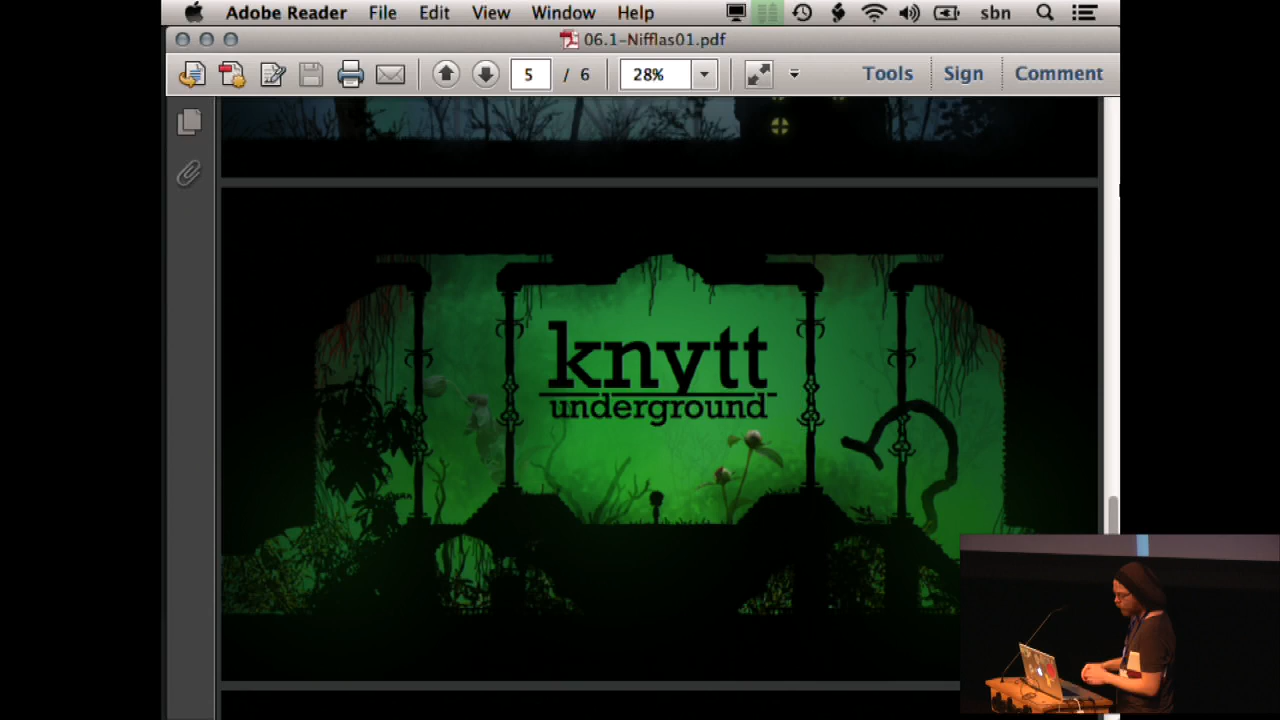 Adobe Reader File Edit View Window Help sbn
06.1-Nifflas01.pdf
5 / 6 28% Tools Sign Comment
knytt
underground